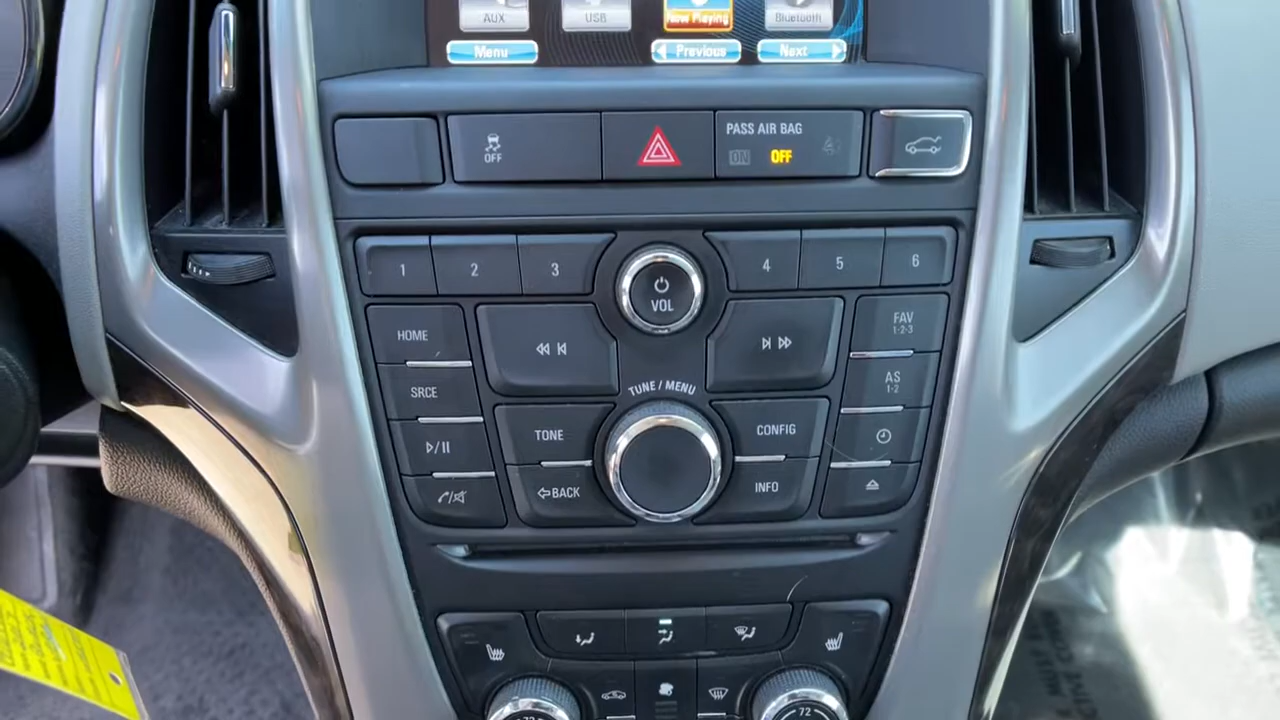 AUX USB Now Playing Bluetooth
Menu Previous Next
OFF
PASS AIR BAG
ON OFF
1 2 3 4 5 6
VOL
HOME
FAV
1-2-3
SRCE
TUNE / MENU
AS
1-2
TONE
CONFIG
BACK
INFO
72
72